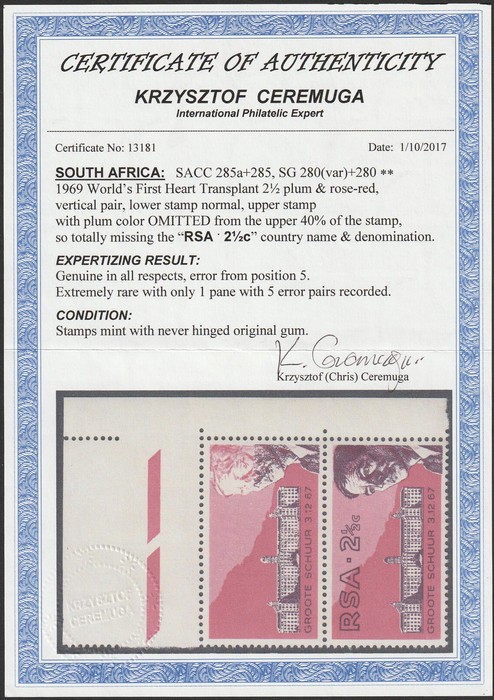 CERTIFICATE OF AUTHENTICITY
KRZYSZTOF CEREMUGA
International Philatelic Expert
Certificate No: 13181 Date: 1/10/2017
SOUTH AFRICA: SACC 285a+285, SG 280(var)+280 **
1969 World's First Heart Transplant 2½ plum & rose-red,
vertical pair, lower stamp normal, upper stamp
with plum color OMITTED from the upper 40% of the stamp,
so totally missing the “RSA · 2½c” country name & denomination.
EXPERTIZING RESULT:
Genuine in all respects, error from position 5.
Extremely rare with only 1 pane with 5 error pairs recorded.
CONDITION:
Stamps mint with never hinged original gum.
K. Ceremuga
Krzysztof (Chris) Ceremuga
GROOTE SCHUUR 3.12.67
RSA · 2½c
GROOTE SCHUUR 3.12.67
KRZYSZTOF
CEREMUGA